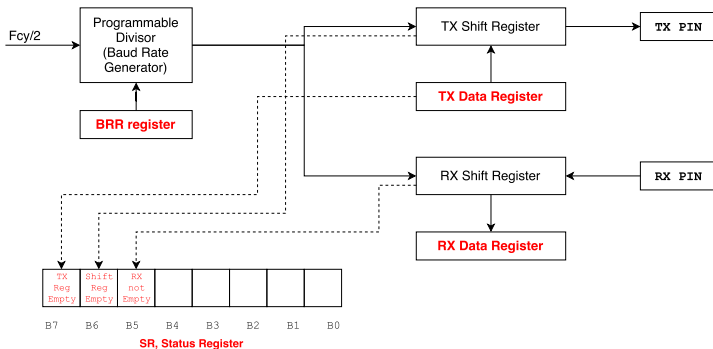 Fcy/2
Programmable
Divisor
(Baud Rate
Generator)
BRR register
TX Shift Register
TX PIN
TX Data Register
RX Shift Register
RX PIN
RX Data Register
TX
Reg
Empty
Shift
Reg
Empty
RX
not
Empty
B7 B6 B5 B4 B3 B2 B1 B0
SR, Status Register